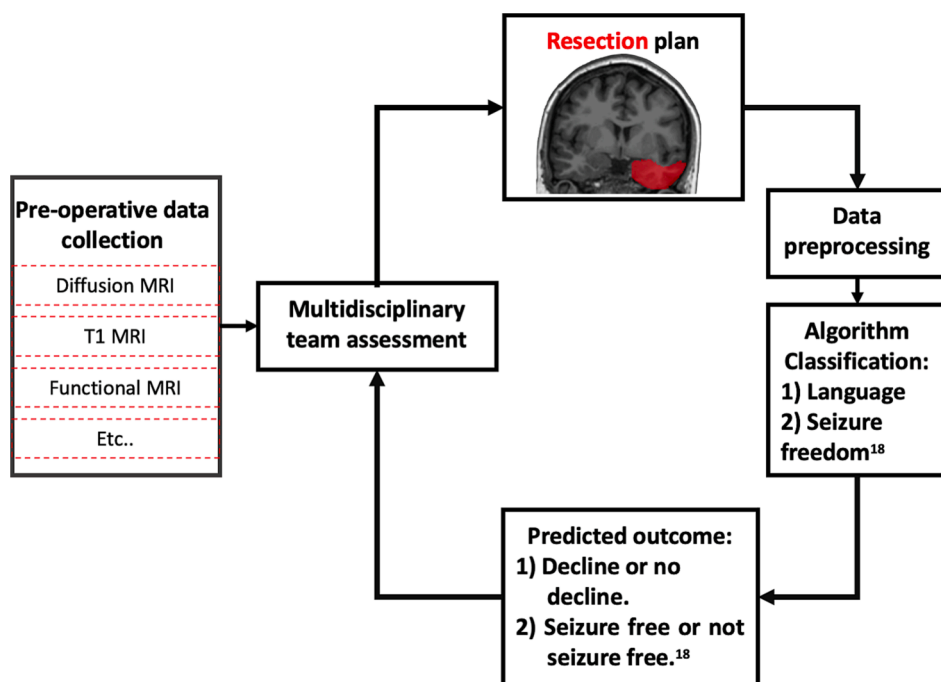 Resection plan
Pre-operative data
collection
Diffusion MRI
T1 MRI
Functional MRI
Etc..
Multidisciplinary
team assessment
Data
preprocessing
Algorithm
Classification:
1) Language
2) Seizure
freedom¹⁸
Predicted outcome:
1) Decline or no
decline.
2) Seizure free or not
seizure free.¹⁸